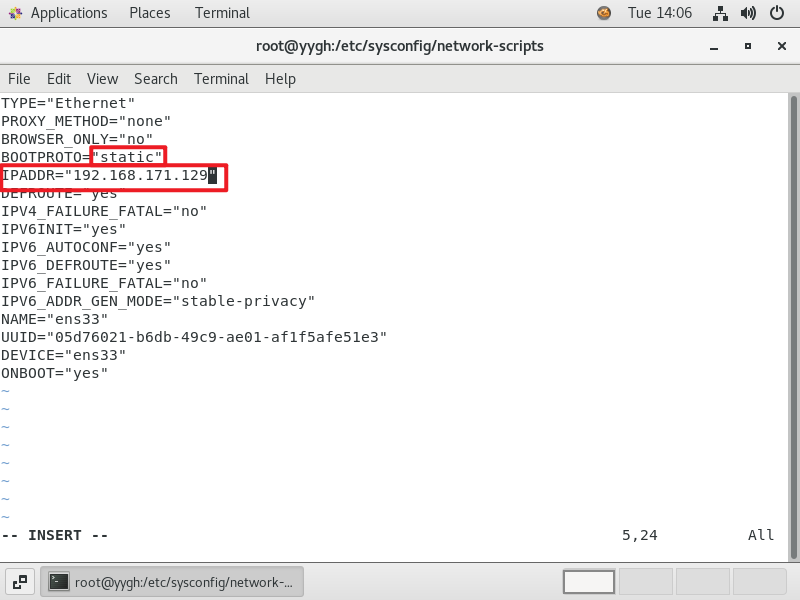 Applications Places Terminal Tue 14:06
root@yygh:/etc/sysconfig/network-scripts
File Edit View Search Terminal Help
TYPE="Ethernet"
PROXY_METHOD="none"
BROWSER_ONLY="no"
BOOTPROTO="static"
IPADDR="192.168.171.129"
DEFROUTE="yes"
IPV4_FAILURE_FATAL="no"
IPV6INIT="yes"
IPV6_AUTOCONF="yes"
IPV6_DEFROUTE="yes"
IPV6_FAILURE_FATAL="no"
IPV6_ADDR_GEN_MODE="stable-privacy"
NAME="ens33"
UUID="05d76021-b6db-49c9-ae01-af1f5afe51e3"
DEVICE="ens33"
ONBOOT="yes"
~
~
~
~
~
~
~
~
-- INSERT -- 5,24 All
root@yygh:/etc/sysconfig/network-...